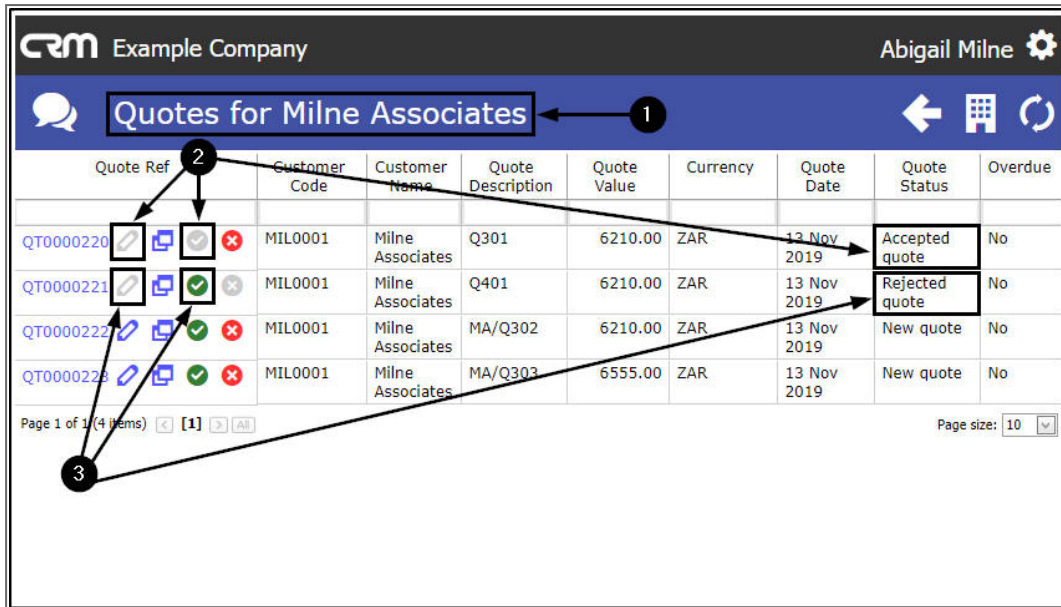 CRM Example Company
Abigail Milne
Quotes for Milne Associates
1
2
Quote Ref Customer Code Customer Name Quote Description Quote Value Currency Quote Date Quote Status Overdue
QT0000220 MIL0001 Milne Associates Q301 6210.00 ZAR 13 Nov 2019 Accepted quote No
QT0000221 MIL0001 Milne Associates Q401 6210.00 ZAR 13 Nov 2019 Rejected quote No
QT0000222 MIL0001 Milne Associates MA/Q302 6210.00 ZAR 13 Nov 2019 New quote No
QT0000223 MIL0001 Milne Associates MA/Q303 6555.00 ZAR 13 Nov 2019 New quote No
Page 1 of 1 (4 items) [1] All
Page size: 10
3